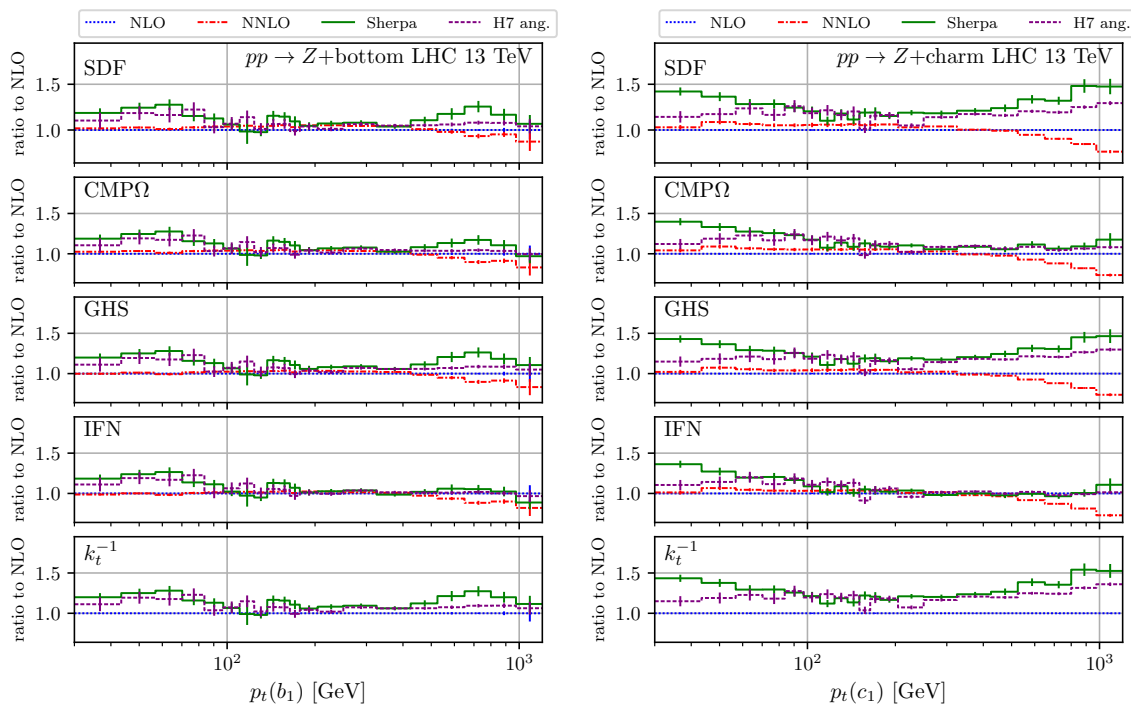 NLO NNLO Sherpa H7 ang.
pp → Z+bottom LHC 13 TeV
SDF
ratio to NLO
1.5
1.0
CMPΩ
ratio to NLO
1.5
1.0
GHS
ratio to NLO
1.5
1.0
IFN
ratio to NLO
1.5
1.0
k_t^{-1}
ratio to NLO
1.5
1.0
10^2 10^3
p_t(b_1) [GeV]
NLO NNLO Sherpa H7 ang.
pp → Z+charm LHC 13 TeV
SDF
ratio to NLO
1.5
1.0
CMPΩ
ratio to NLO
1.5
1.0
GHS
ratio to NLO
1.5
1.0
IFN
ratio to NLO
1.5
1.0
k_t^{-1}
ratio to NLO
1.5
1.0
10^2 10^3
p_t(c_1) [GeV]